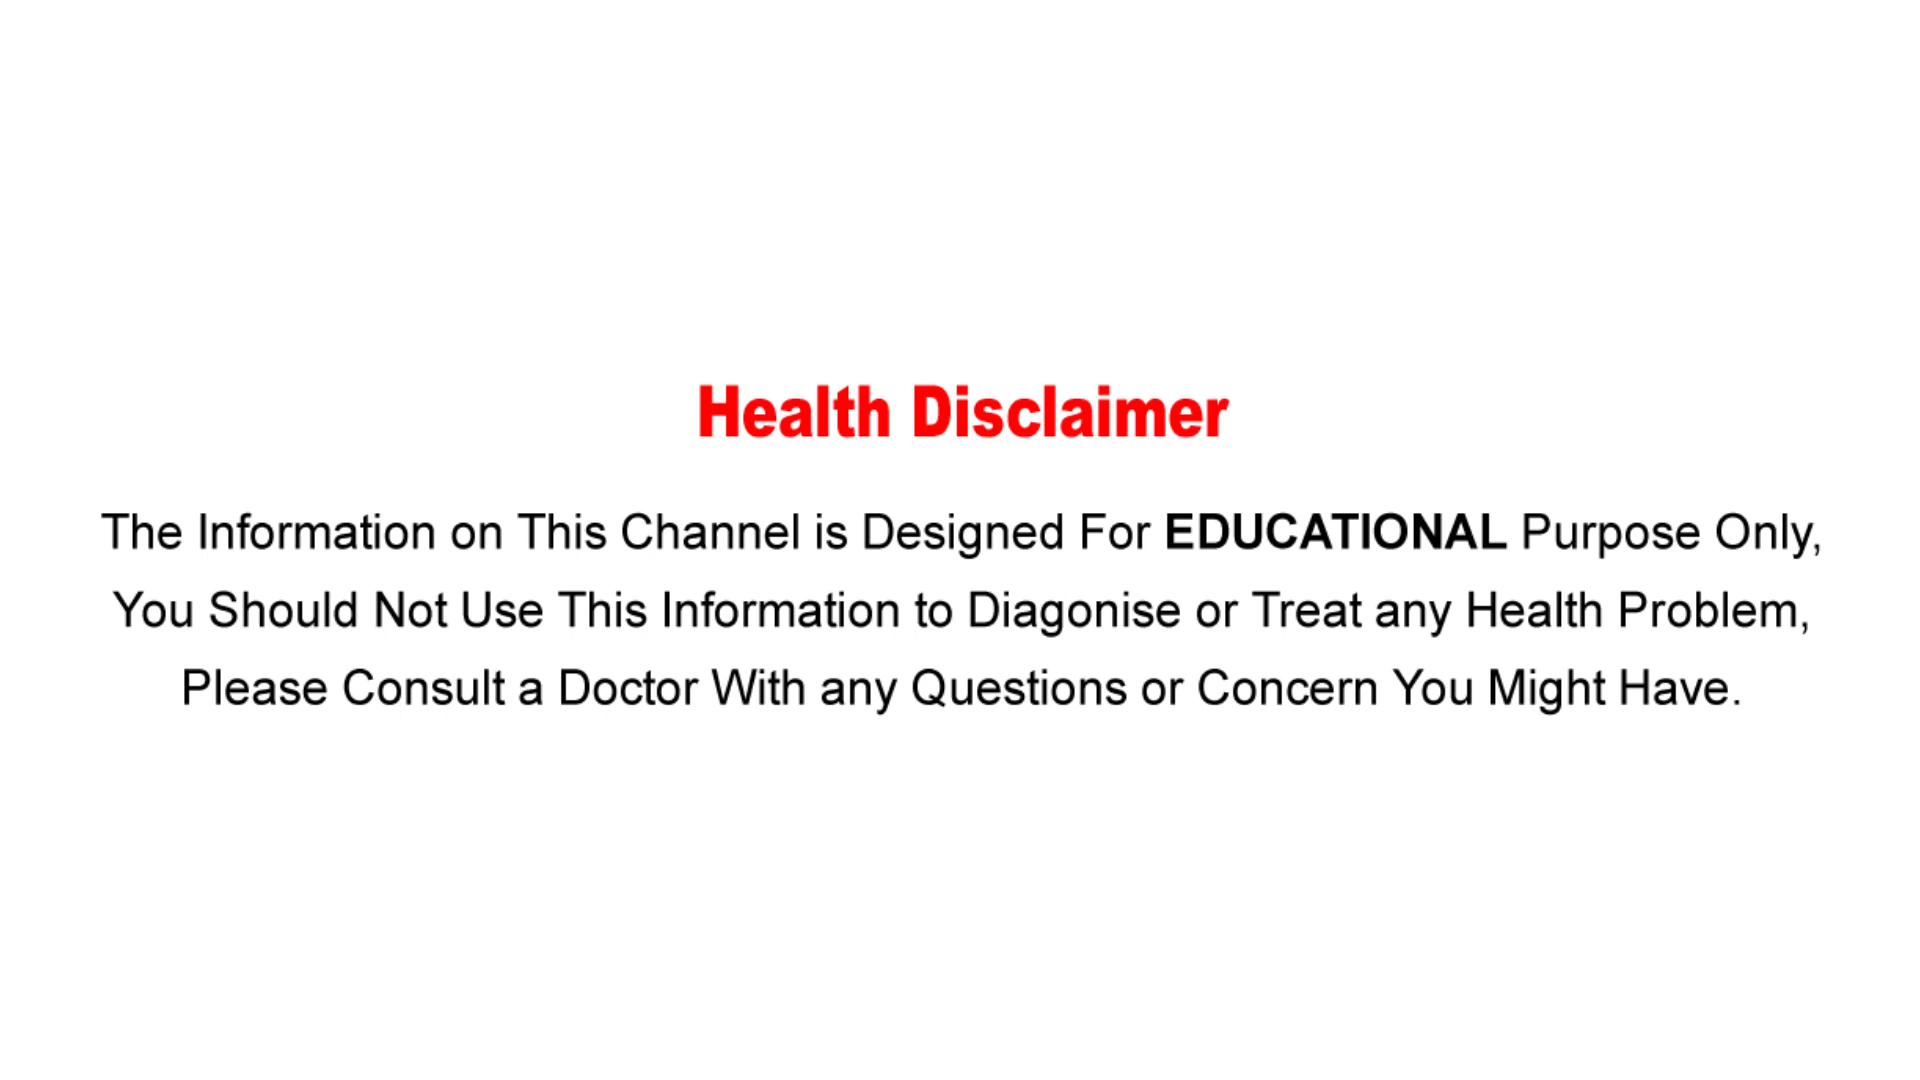 Health Disclaimer
The Information on This Channel is Designed For EDUCATIONAL Purpose Only,
You Should Not Use This Information to Diagonise or Treat any Health Problem,
Please Consult a Doctor With any Questions or Concern You Might Have.